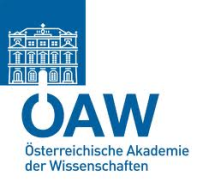 ÖAW
Österreichische Akademie
der Wissenschaften